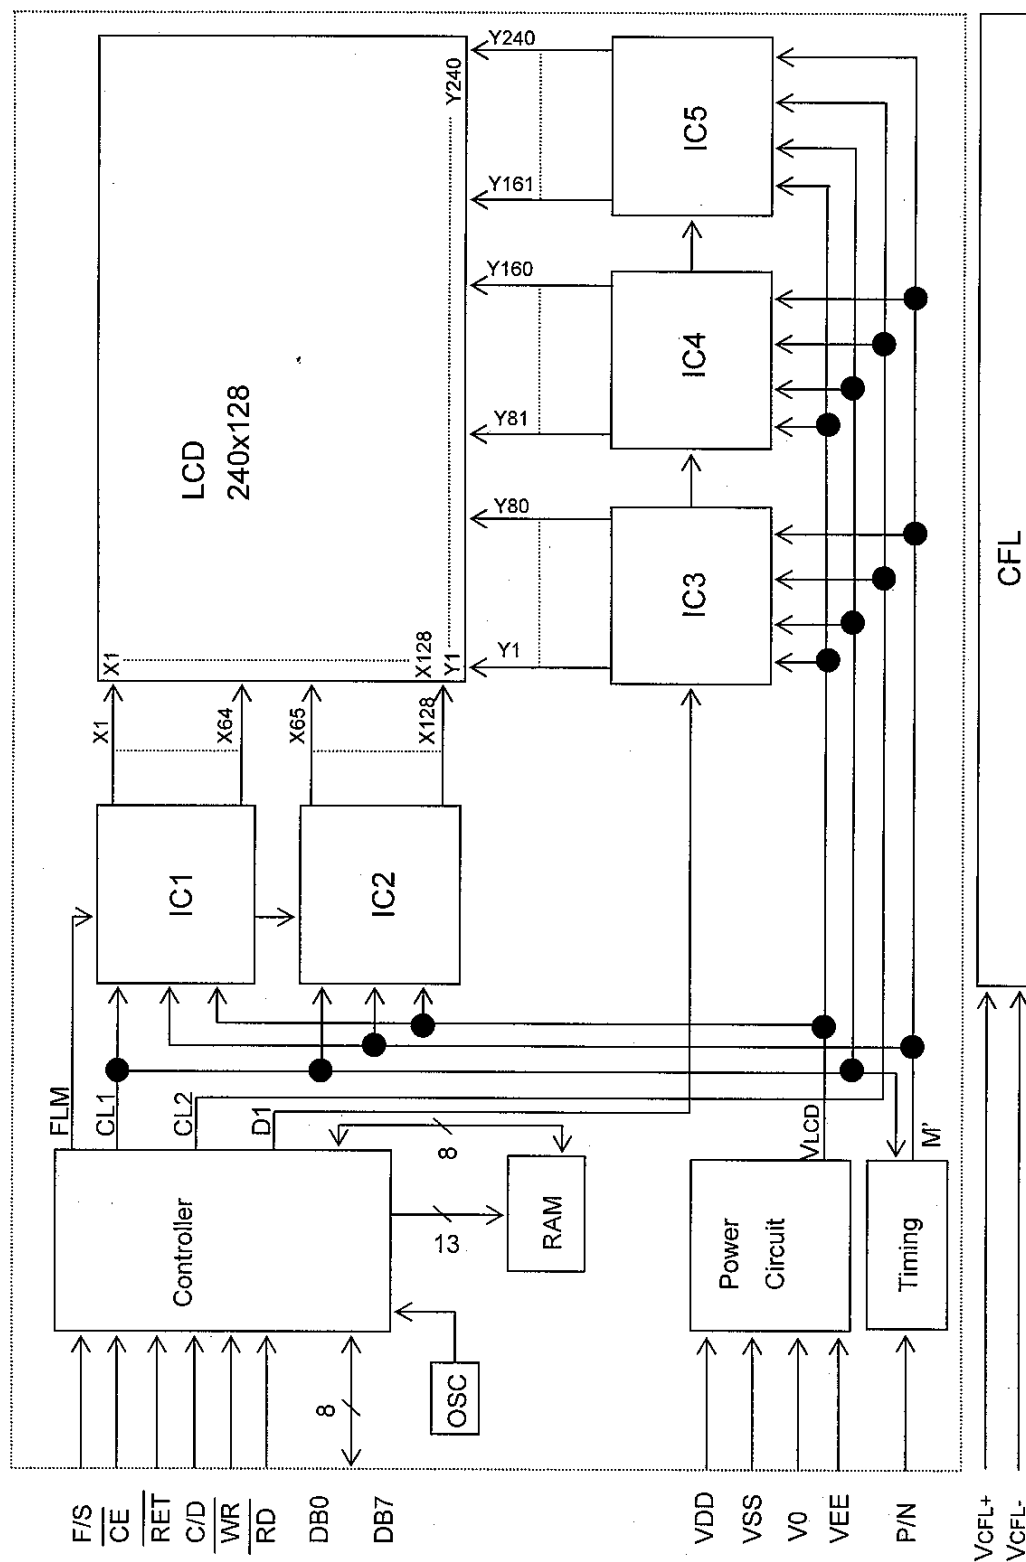 F/S
CE
RET
C/D
WR
RD
DB0
DB7
8
OSC
Controller
FLM
CL1
CL2
D1
8
13
RAM
IC1
IC2
X1
X64
X65
X128
X1
X128
Y1
Y240
LCD
240x128
Y1
Y80
Y81
Y160
Y161
Y240
IC3
IC4
IC5
VDD
VSS
V0
VEE
P/N
Power
Circuit
VLCD
Timing
M'
VCFL+
VCFL-
CFL